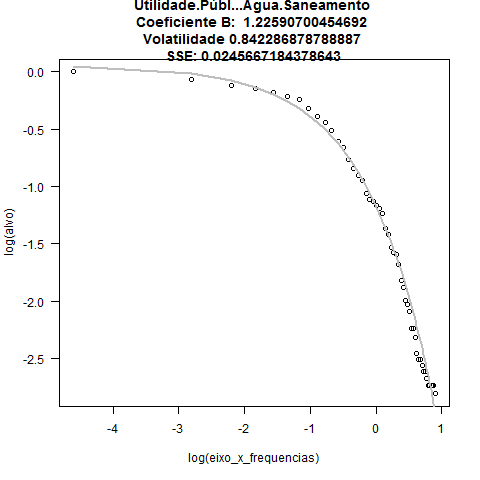 Utilidade.Públ...Agua.Saneamento
Coeficiente B:  1.22590700454692
Volatilidade 0.842286878788887
SSE: 0.0245667184378643
0.0
-0.5
-1.0
-1.5
-2.0
-2.5
log(alvo)
-4
-3
-2
-1
0
1
log(eixo_x_frequencias)